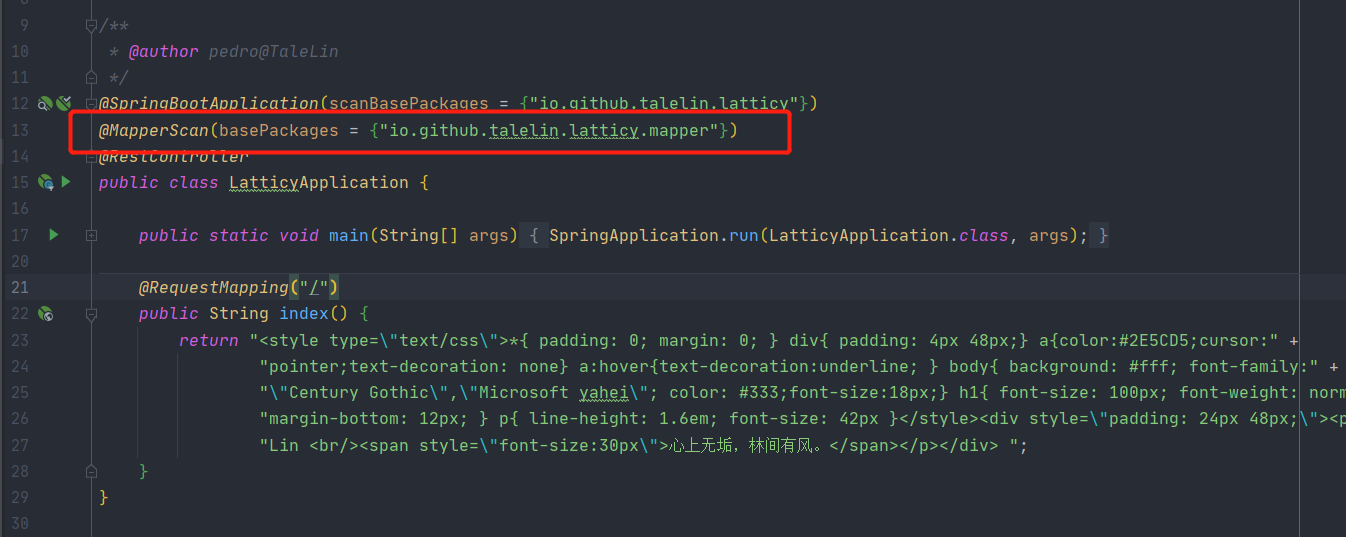 9 /**
10 * @author pedro@TaleLin
11 */
12 @SpringBootApplication(scanBasePackages = {"io.github.talelin.latticy"})
13 @MapperScan(basePackages = {"io.github.talelin.latticy.mapper"})
14 @RestController
15 public class LatticyApplication {
16
17 public static void main(String[] args) { SpringApplication.run(LatticyApplication.class, args); }
20
21 @RequestMapping("/")
22 public String index() {
23 return "<style type=\"text/css\">*{ padding: 0; margin: 0; } div{ padding: 4px 48px;} a{color:#2E5CD5;cursor:" +
24 "pointer;text-decoration: none} a:hover{text-decoration:underline; } body{ background: #fff; font-family:" +
25 "\"Century Gothic\",\"Microsoft yahei\"; color: #333;font-size:18px;} h1{ font-size: 100px; font-weight: norm
26 "margin-bottom: 12px; } p{ line-height: 1.6em; font-size: 42px }</style><div style=\"padding: 24px 48px;\"><p
27 "Lin <br/><span style=\"font-size:30px\">心上无垢，林间有风。</span></p></div> ";
28 }
29 }
30